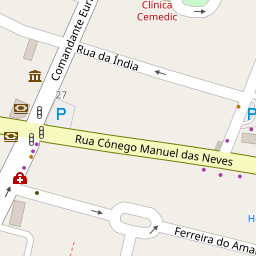 Clínica
Cemedic
Comandante Eur
Rua da Índia
27
P
P
Rua Cónego Manuel das Neves
Ferreira do Ama
H